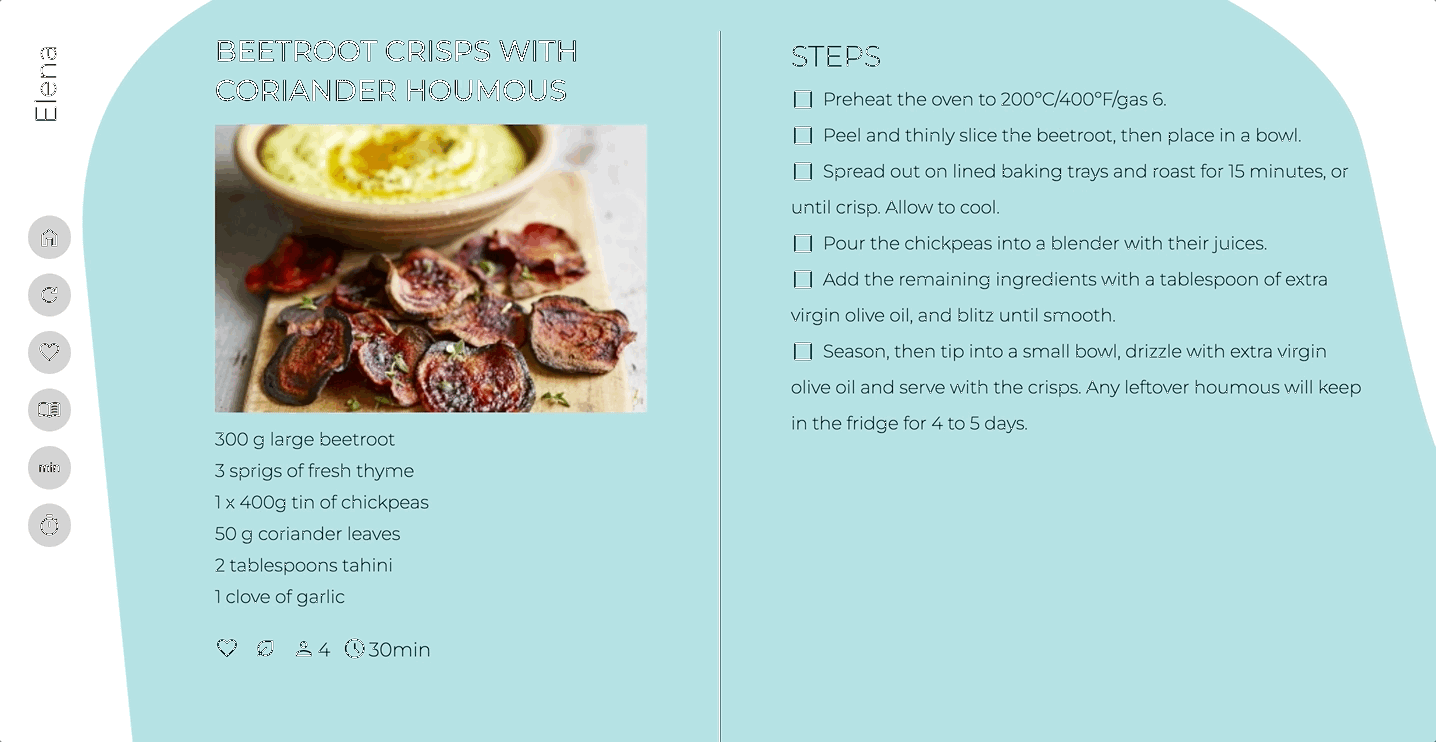 Elena
min
BEETROOT CRISPS WITH
CORIANDER HOUMOUS
300 g large beetroot
3 sprigs of fresh thyme
1 x 400g tin of chickpeas
50 g coriander leaves
2 tablespoons tahini
1 clove of garlic
4 30min
STEPS
Preheat the oven to 200ºC/400ºF/gas 6.
Peel and thinly slice the beetroot, then place in a bowl.
Spread out on lined baking trays and roast for 15 minutes, or
until crisp. Allow to cool.
Pour the chickpeas into a blender with their juices.
Add the remaining ingredients with a tablespoon of extra
virgin olive oil, and blitz until smooth.
Season, then tip into a small bowl, drizzle with extra virgin
olive oil and serve with the crisps. Any leftover houmous will keep
in the fridge for 4 to 5 days.